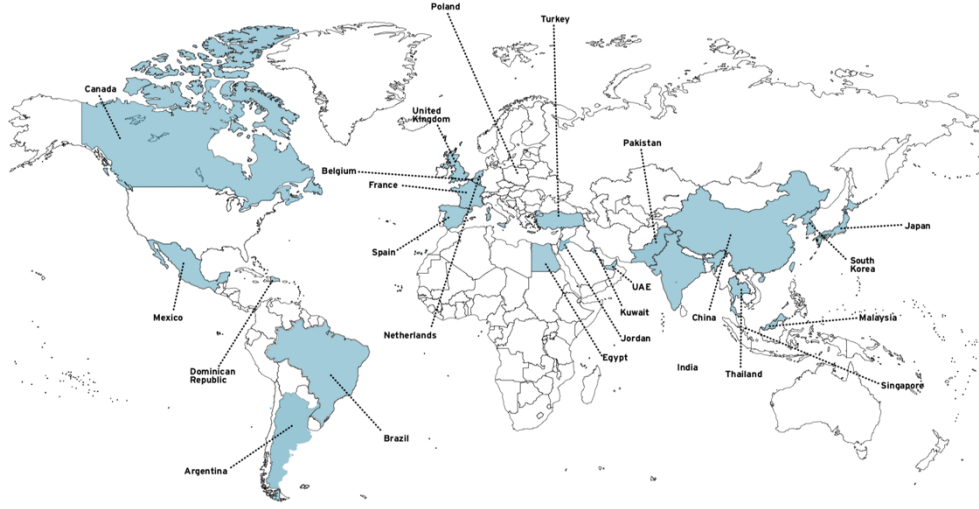 Poland
Turkey
Canada
United
Kingdom
Pakistan
Belgium
France
Japan
Spain
South
Korea
UAE
Kuwait
Mexico
China
Malaysia
Netherlands
Jordan
Egypt
India
Dominican
Republic
Thailand
Singapore
Brazil
Argentina